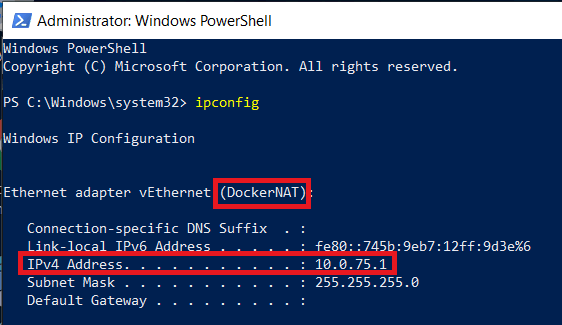 Administrator: Windows PowerShell
Windows PowerShell
Copyright (C) Microsoft Corporation. All rights reserved.
PS C:\Windows\system32> ipconfig
Windows IP Configuration
Ethernet adapter vEthernet (DockerNAT):
Connection-specific DNS Suffix  . :
Link-local IPv6 Address . . . . . : fe80::745b:9eb7:12ff:9d3e%6
IPv4 Address. . . . . . . . . . . : 10.0.75.1
Subnet Mask . . . . . . . . . . . : 255.255.255.0
Default Gateway . . . . . . . . . :